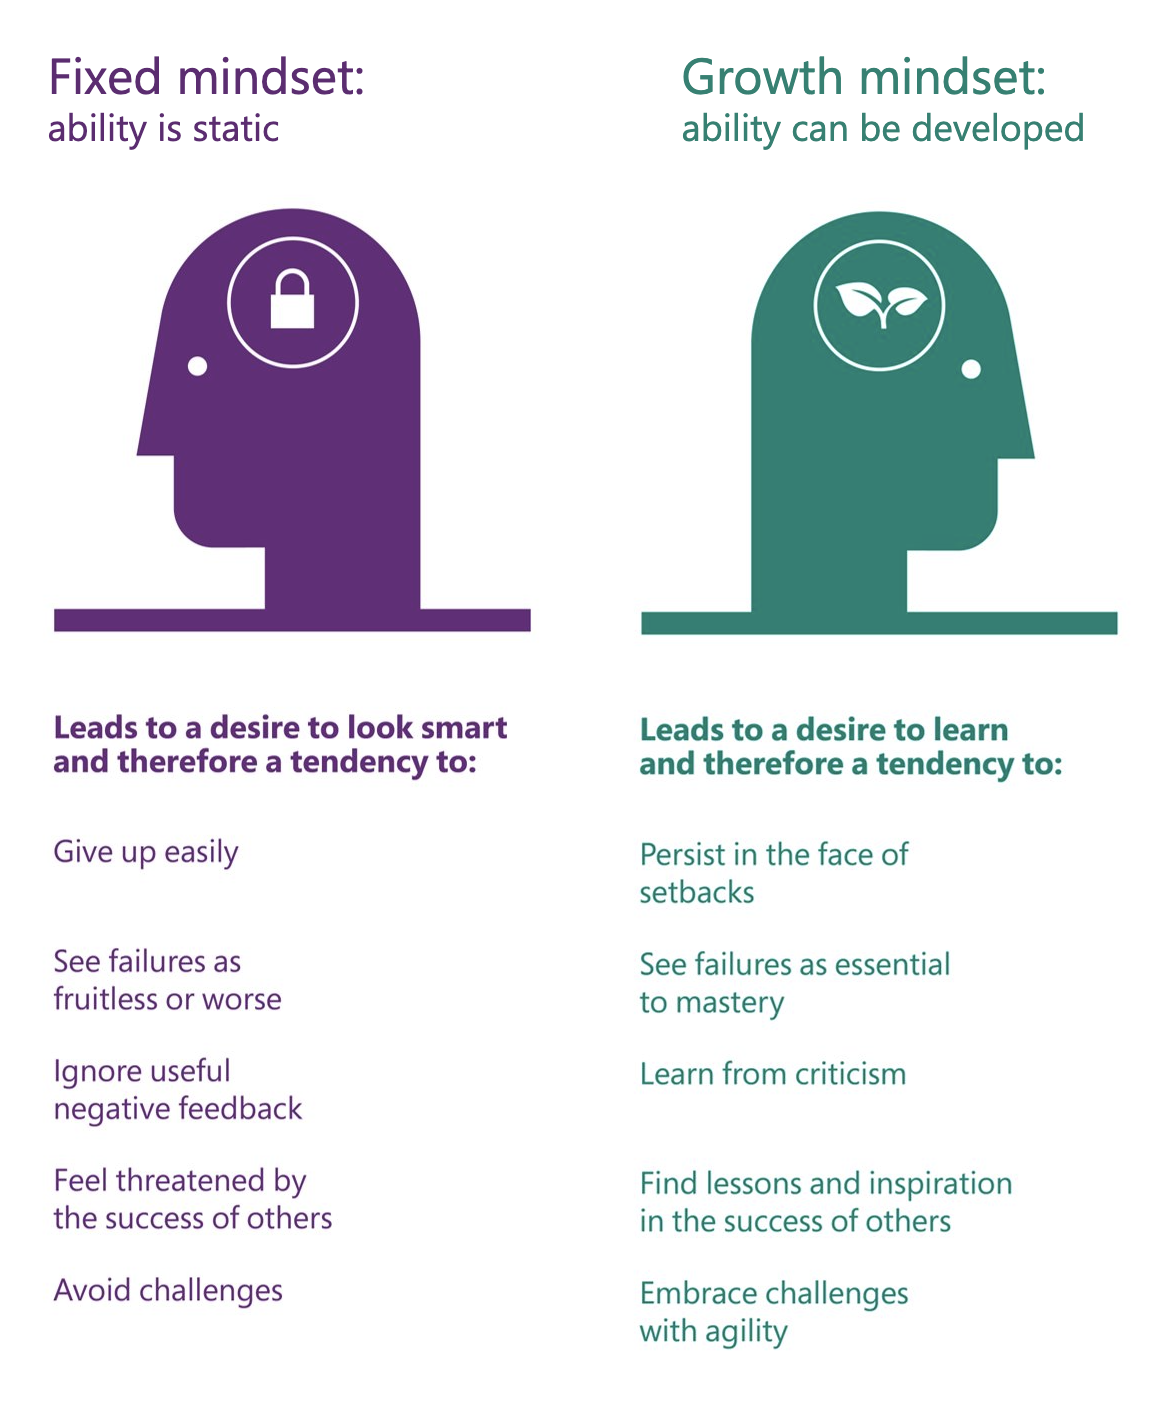 Fixed mindset:
ability is static
Growth mindset:
ability can be developed
Leads to a desire to look smart
and therefore a tendency to:
Give up easily
See failures as
fruitless or worse
Ignore useful
negative feedback
Feel threatened by
the success of others
Avoid challenges
Leads to a desire to learn
and therefore a tendency to:
Persist in the face of
setbacks
See failures as essential
to mastery
Learn from criticism
Find lessons and inspiration
in the success of others
Embrace challenges
with agility